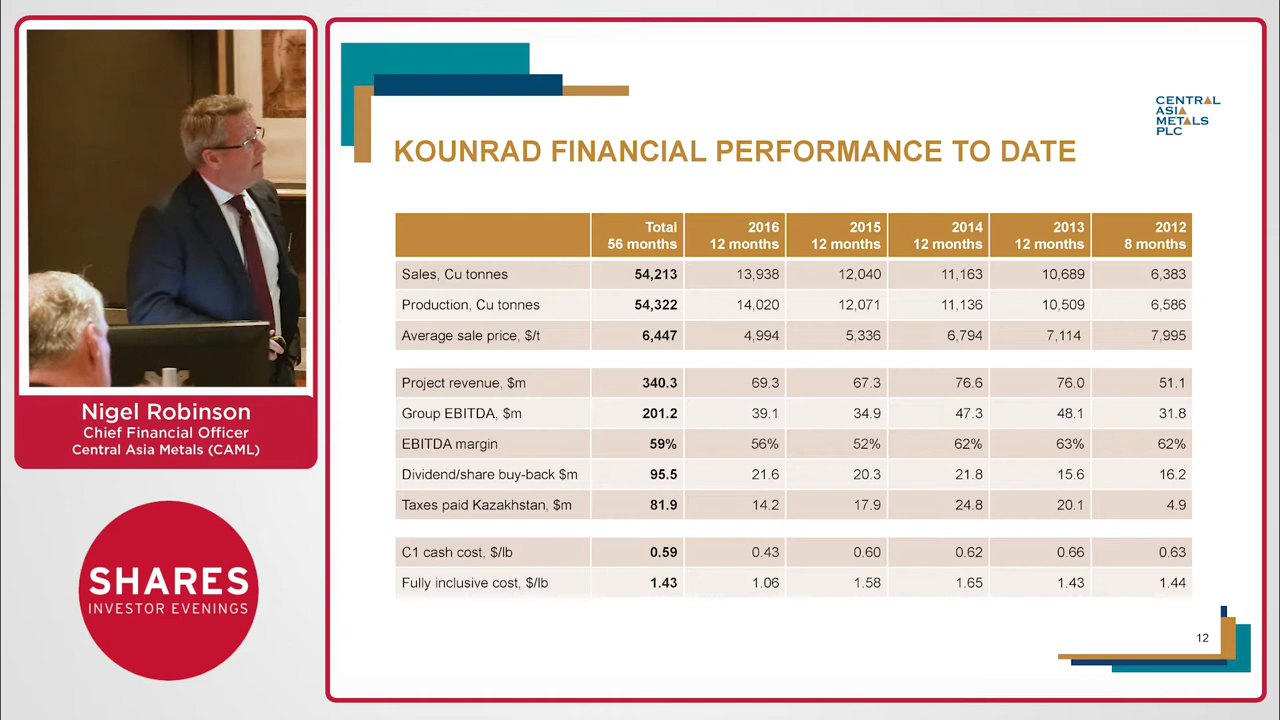 CENTRAL
ASIA
METALS
PLC
KOUNRAD FINANCIAL PERFORMANCE TO DATE
Total 2016 2015 2014 2013 2012
56 months 12 months 12 months 12 months 12 months 8 months
Sales, Cu tonnes 54,213 13,938 12,040 11,163 10,689 6,383
Production, Cu tonnes 54,322 14,020 12,071 11,136 10,509 6,586
Average sale price, $/t 6,447 4,994 5,336 6,794 7,114 7,995
Project revenue, $m 340.3 69.3 67.3 76.6 76.0 51.1
Group EBITDA, $m 201.2 39.1 34.9 47.3 48.1 31.8
EBITDA margin 59% 56% 52% 62% 63% 62%
Dividend/share buy-back $m 95.5 21.6 20.3 21.8 15.6 16.2
Taxes paid Kazakhstan, $m 81.9 14.2 17.9 24.8 20.1 4.9
C1 cash cost, $/lb 0.59 0.43 0.60 0.62 0.66 0.63
Fully inclusive cost, $/lb 1.43 1.06 1.58 1.65 1.43 1.44
12
Nigel Robinson
Chief Financial Officer
Central Asia Metals (CAML)
SHARES
INVESTOR EVENINGS